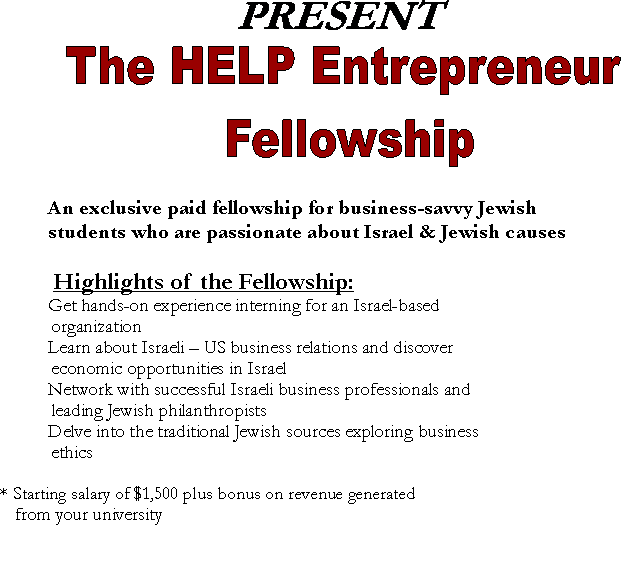 PRESENT
The HELP Entrepreneur
Fellowship
An exclusive paid fellowship for business-savvy Jewish
students who are passionate about Israel & Jewish causes
Highlights of the Fellowship:
Get hands-on experience interning for an Israel-based
organization
Learn about Israeli – US business relations and discover
economic opportunities in Israel
Network with successful Israeli business professionals and
leading Jewish philanthropists
Delve into the traditional Jewish sources exploring business
ethics
* Starting salary of $1,500 plus bonus on revenue generated
from your university